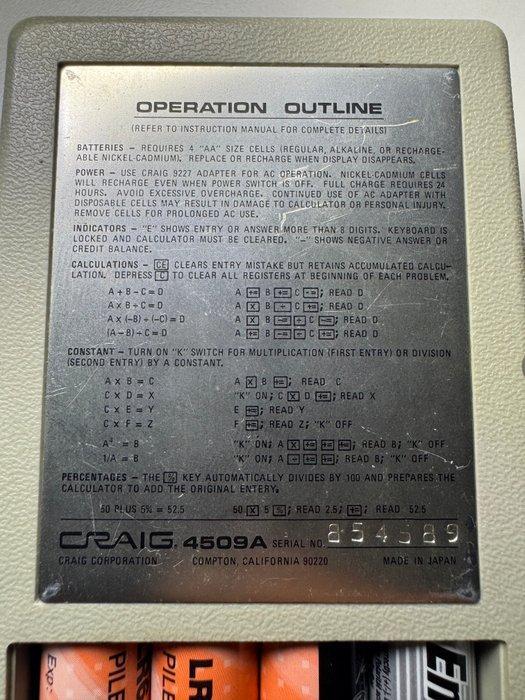 OPERATION OUTLINE
(REFER TO INSTRUCTION MANUAL FOR COMPLETE DETAILS)
BATTERIES – REQUIRES 4 "AA" SIZE CELLS (REGULAR, ALKALINE, OR RECHARGE-
ABLE NICKEL-CADMIUM). REPLACE OR RECHARGE WHEN DISPLAY DISAPPEARS.
POWER – USE CRAIG 9227 ADAPTER FOR AC OPERATION. NICKEL-CADMIUM CELLS
WILL RECHARGE EVEN WHEN POWER SWITCH IS OFF. FULL CHARGE REQUIRES 24
HOURS. AVOID EXCESSIVE OVERCHARGE. CONTINUED USE OF AC ADAPTER WITH
DISPOSABLE CELLS MAY RESULT IN DAMAGE TO CALCULATOR OR PERSONAL INJURY.
REMOVE CELLS FOR PROLONGED AC USE.
INDICATORS – "E" SHOWS ENTRY OR ANSWER MORE THAN 8 DIGITS. KEYBOARD IS
LOCKED AND CALCULATOR MUST BE CLEARED. "–" SHOWS NEGATIVE ANSWER OR
CREDIT BALANCE.
CALCULATIONS – CE CLEARS ENTRY MISTAKE BUT RETAINS ACCUMULATED CALCU-
LATION. DEPRESS C TO CLEAR ALL REGISTERS AT BEGINNING OF EACH PROBLEM.
A + B – C = D A += B += C -=; READ D
A × B ÷ C = D A X B ÷ C +=; READ D
A × (–B) ÷ (–C) = D A X B -= ÷ C -=; READ D
(A – B) ÷ C = D A += B -= ÷ C +=; READ D
CONSTANT – TURN ON "K" SWITCH FOR MULTIPLICATION (FIRST ENTRY) OR DIVISION
(SECOND ENTRY) BY A CONSTANT.
A × B = C A X B +=; READ C
C × D = X "K" ON; C X D +=; READ X
C × E = Y E +=; READ Y
C × F = Z F +=; READ Z; "K" OFF
= B "K" ON; A X += += +=; READ B; "K" OFF
1/A = B "K" ON; A ÷ += +=; READ B; "K" OFF
PERCENTAGES – THE % KEY AUTOMATICALLY DIVIDES BY 100 AND PREPARES THE
CALCULATOR TO ADD THE ORIGINAL ENTRY.
50 PLUS 5% = 52.5 50 X 5 %; READ 2.5; +=; READ 52.5
CRAIG. 4509A SERIAL NO. 854589
CRAIG CORPORATION COMPTON, CALIFORNIA 90220 MADE IN JAPAN
Exp:
PILE
LR6
PILE
LR